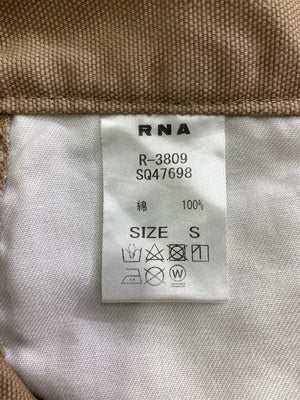 RNA
R-3809
SQ47698
綿 100%
SIZE S
W